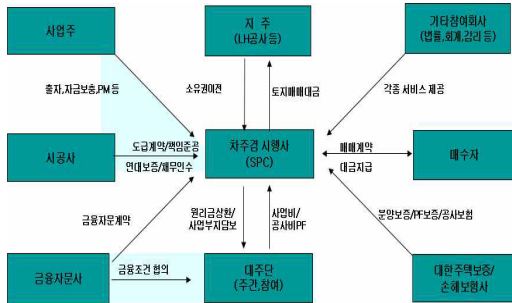 사업주
지 주
(LH공사등)
기타참여회사
(법률,회계,감리 등)
출자,자금보충,PM 등
소유권이전
토지매매대금
각종 서비스 제공
시공사
도급계약/책임준공
연대보증/채무인수
차주겸 시행사
(SPC)
매매계약
대금지급
매수자
금융자문계약
원리금상환/
사업부지담보
사업비/
공사비PF
분양보증/PF보증/공사보험
금융자문사
금융조건 협의
대주단
(주간,참여)
대한주택보증/
손해보험사